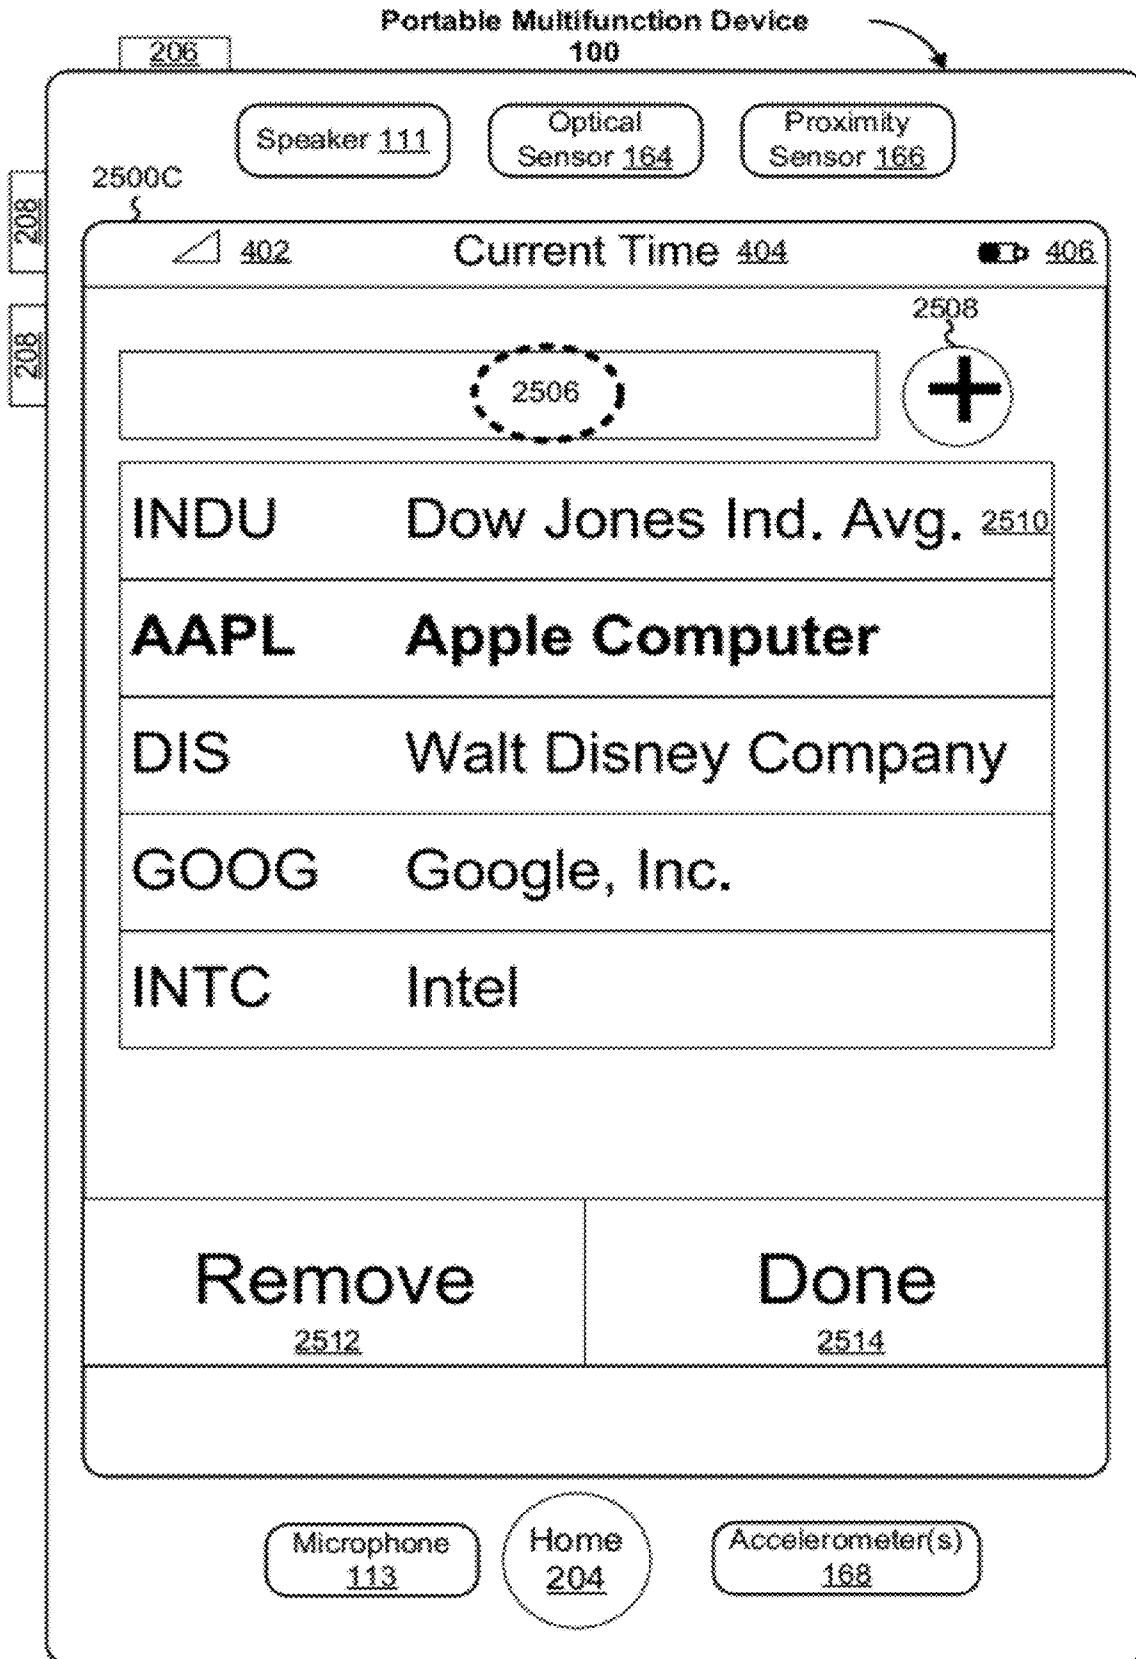 Portable Multifunction Device
100
206
Speaker 111
Optical
Sensor 164
Proximity
Sensor 166
2500C
208
402 Current Time 404 406
208
2508
2506
INDU Dow Jones Ind. Avg. 2510
AAPL Apple Computer
DIS Walt Disney Company
GOOG Google, Inc.
INTC Intel
Remove Done
2512 2514
Microphone
113
Home
204
Accelerometer(s)
168